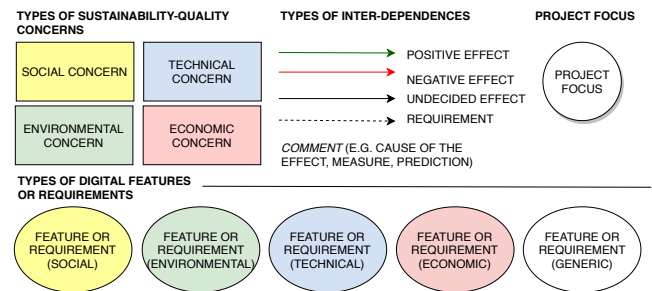 TYPES OF SUSTAINABILITY-QUALITY
CONCERNS
SOCIAL CONCERN
TECHNICAL
CONCERN
ENVIRONMENTAL
CONCERN
ECONOMIC
CONCERN
TYPES OF INTER-DEPENDENCES
POSITIVE EFFECT
NEGATIVE EFFECT
UNDECIDED EFFECT
REQUIREMENT
COMMENT (E.G. CAUSE OF THE
EFFECT, MEASURE, PREDICTION)
PROJECT FOCUS
PROJECT
FOCUS
TYPES OF DIGITAL FEATURES
OR REQUIREMENTS
FEATURE OR
REQUIREMENT
(SOCIAL)
FEATURE OR
REQUIREMENT
(ENVIRONMENTAL)
FEATURE OR
REQUIREMENT
(TECHNICAL)
FEATURE OR
REQUIREMENT
(ECONOMIC)
FEATURE OR
REQUIREMENT
(GENERIC)